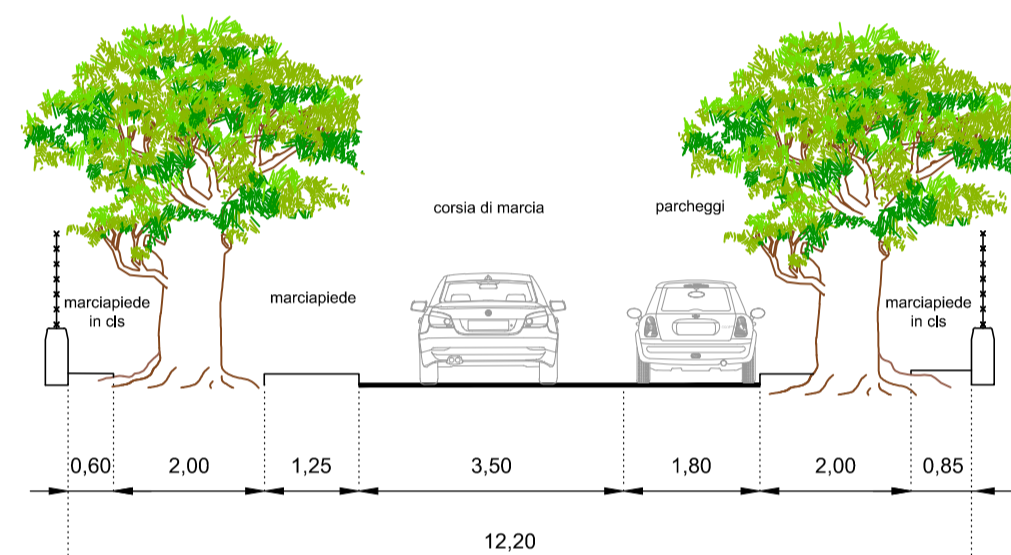 corsia di marcia
parcheggi
marciapiede
in cls
marciapiede
marciapiede
in cls
0,60
2,00
1,25
3,50
1,80
2,00
0,85
12,20